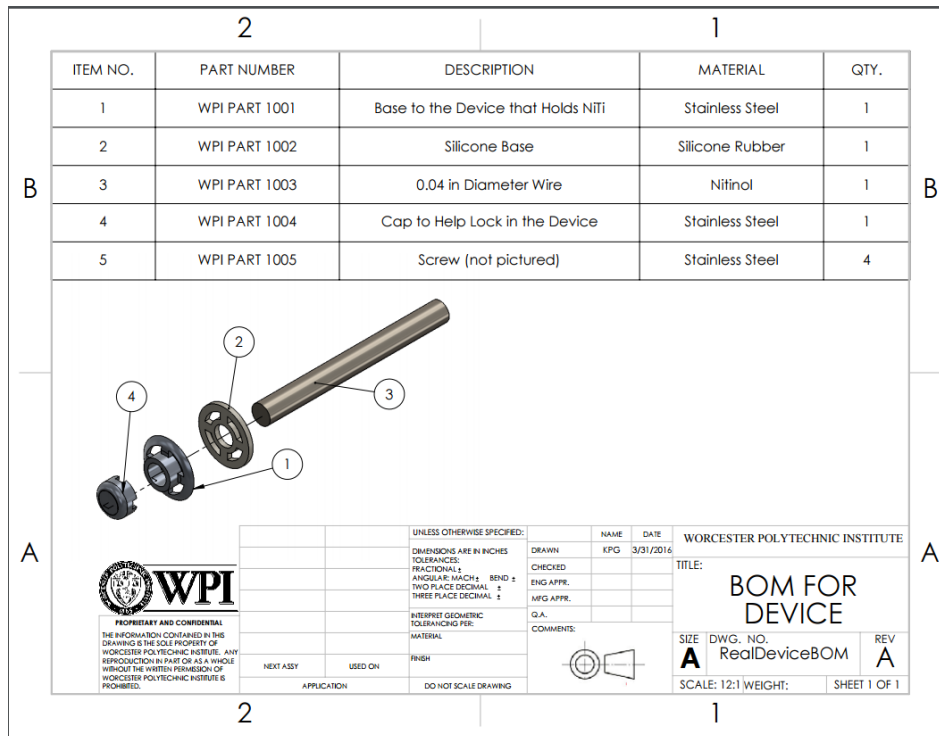 2 1
ITEM NO. PART NUMBER DESCRIPTION MATERIAL QTY.
1 WPI PART 1001 Base to the Device that Holds NiTi Stainless Steel 1
2 WPI PART 1002 Silicone Base Silicone Rubber 1
B B
3 WPI PART 1003 0.04 in Diameter Wire Nitinol 1
4 WPI PART 1004 Cap to Help Lock in the Device Stainless Steel 1
5 WPI PART 1005 Screw (not pictured) Stainless Steel 4
2
3
4
1
A A
WPI
PROPRIETARY AND CONFIDENTIAL
THE INFORMATION CONTAINED IN THIS
DRAWING IS THE SOLE PROPERTY OF
WORCESTER POLYTECHNIC INSTITUTE. ANY
REPRODUCTION IN PART OR AS A WHOLE
WITHOUT THE WRITTEN PERMISSION OF
WORCESTER POLYTECHNIC INSTITUTE IS
PROHIBITED.
NEXT ASSY USED ON
APPLICATION
UNLESS OTHERWISE SPECIFIED:
DIMENSIONS ARE IN INCHES
TOLERANCES:
FRACTIONAL ±
ANGULAR: MACH ± BEND ±
TWO PLACE DECIMAL ±
THREE PLACE DECIMAL ±
INTERPRET GEOMETRIC
TOLERANCING PER:
MATERIAL
FINISH
DO NOT SCALE DRAWING
NAME DATE
DRAWN KPG 3/31/2016
CHECKED
ENG APPR.
MFG APPR.
Q.A.
COMMENTS:
WORCESTER POLYTECHNIC INSTITUTE
TITLE:
BOM FOR
DEVICE
SIZE DWG. NO. REV
A RealDeviceBOM A
SCALE: 12:1 WEIGHT: SHEET 1 OF 1
2 1